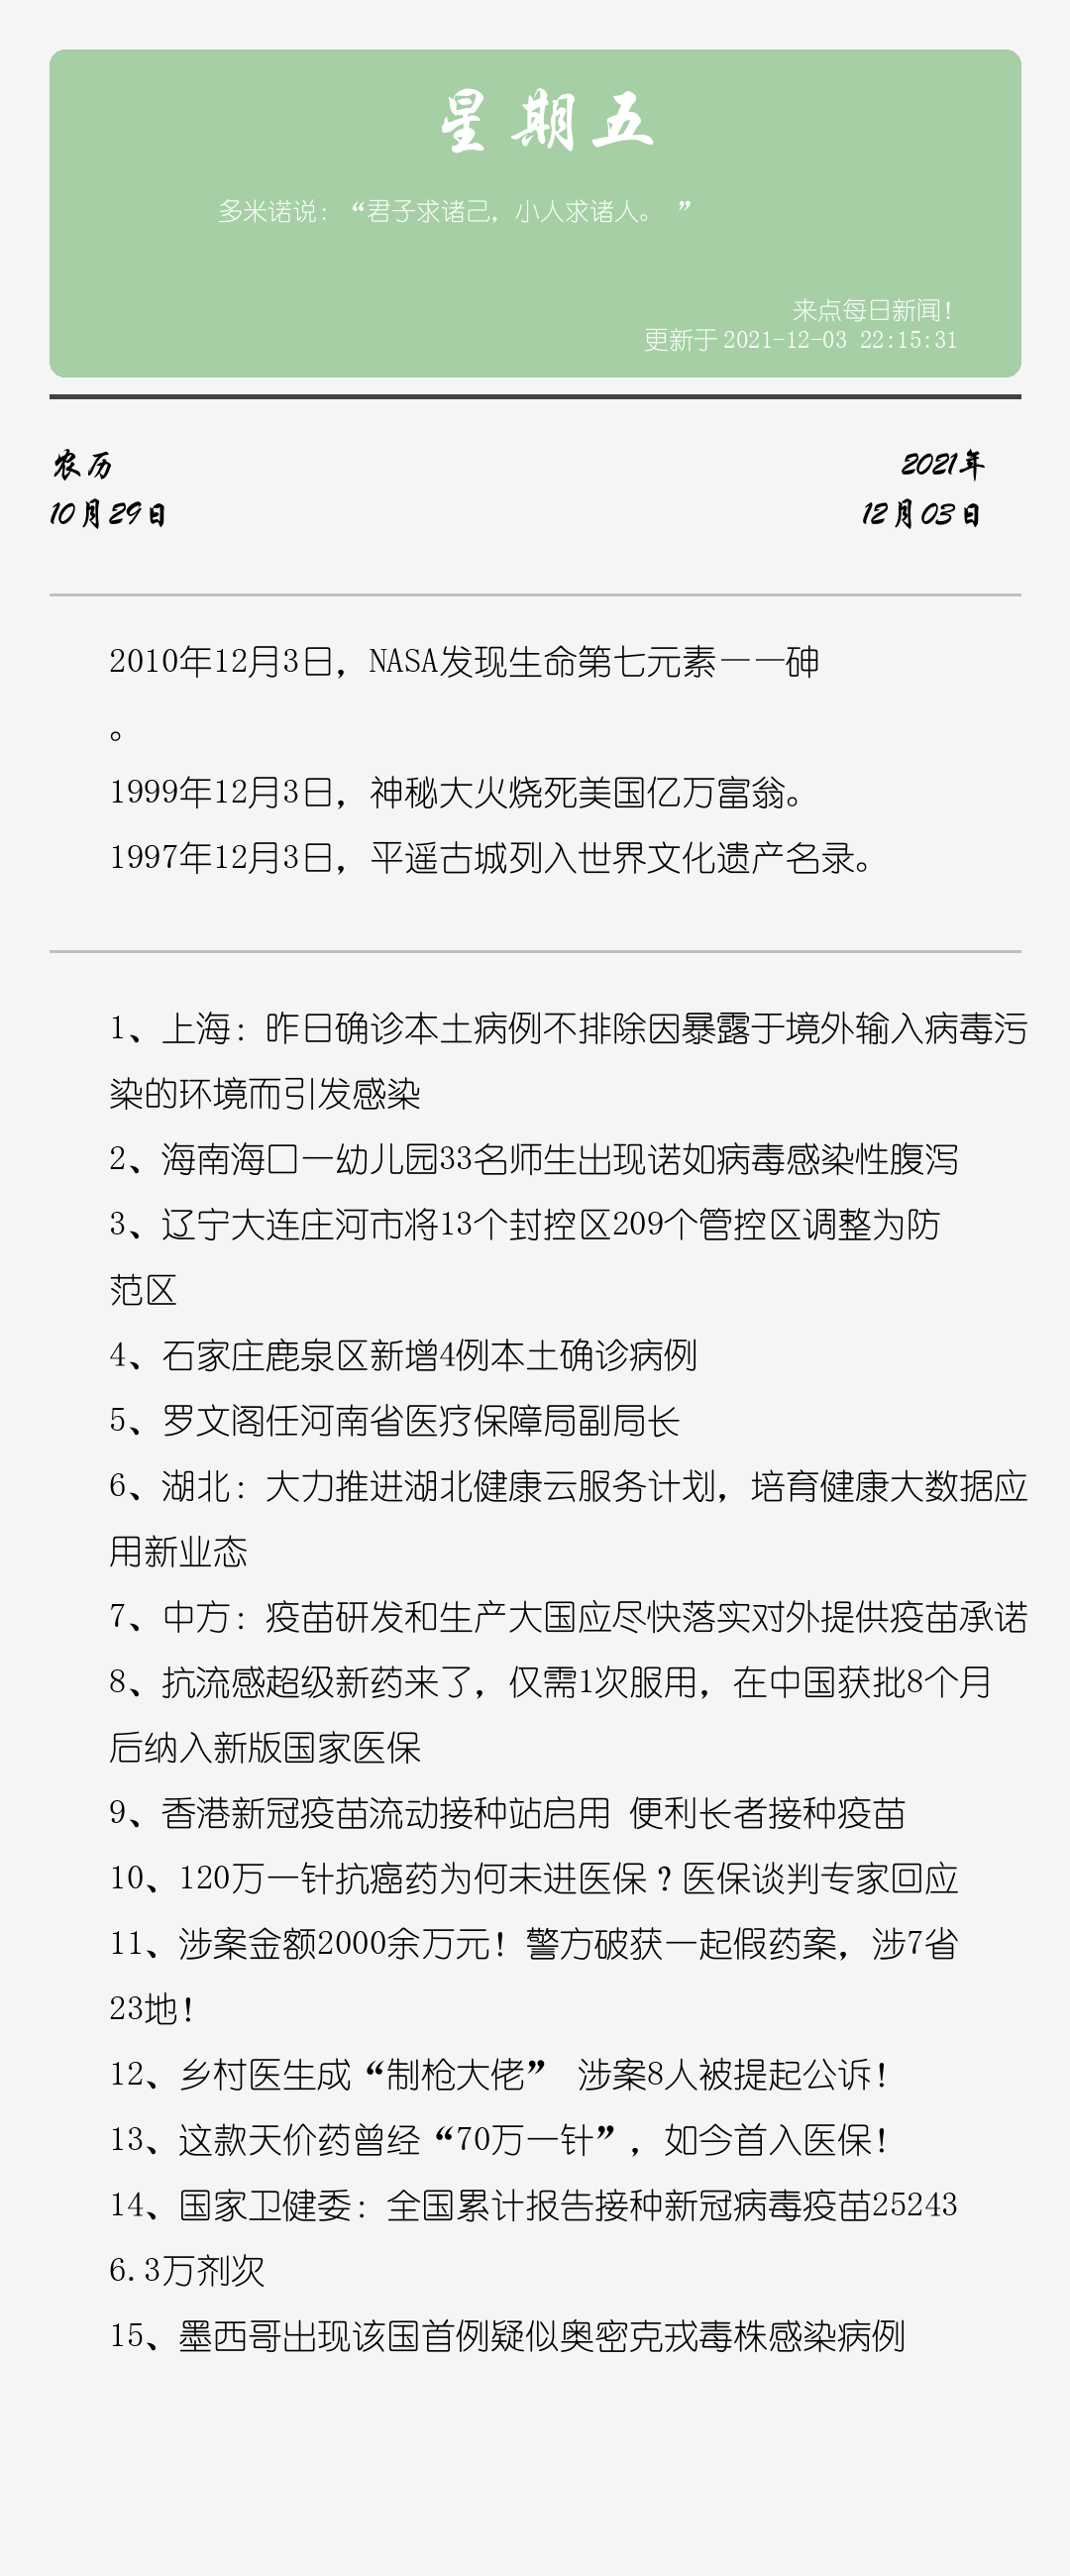 星期五
多米诺说：“君子求诸己，小人求诸人。 ”
来点每日新闻！
更新于2021-12-03 22:15:31
农历
2021年
10月29日
12月03日
2010年12月3日，NASA发现生命第七元素——砷
。
1999年12月3日，神秘大火烧死美国亿万富翁。
1997年12月3日，平遥古城列入世界文化遗产名录。
1、上海：昨日确诊本土病例不排除因暴露于境外输入病毒污
染的环境而引发感染
2、海南海口一幼儿园33名师生出现诺如病毒感染性腹泻
3、辽宁大连庄河市将13个封控区209个管控区调整为防
范区
4、石家庄鹿泉区新增4例本土确诊病例
5、罗文阁任河南省医疗保障局副局长
6、湖北：大力推进湖北健康云服务计划，培育健康大数据应
用新业态
7、中方：疫苗研发和生产大国应尽快落实对外提供疫苗承诺
8、抗流感超级新药来了，仅需1次服用，在中国获批8个月
后纳入新版国家医保
9、香港新冠疫苗流动接种站启用 便利长者接种疫苗
10、120万一针抗癌药为何未进医保？医保谈判专家回应
11、涉案金额2000余万元！警方破获一起假药案，涉7省
23地！
12、乡村医生成“制枪大佬” 涉案8人被提起公诉！
13、这款天价药曾经“70万一针”，如今首入医保！
14、国家卫健委：全国累计报告接种新冠病毒疫苗25243
6.3万剂次
15、墨西哥出现该国首例疑似奥密克戎毒株感染病例